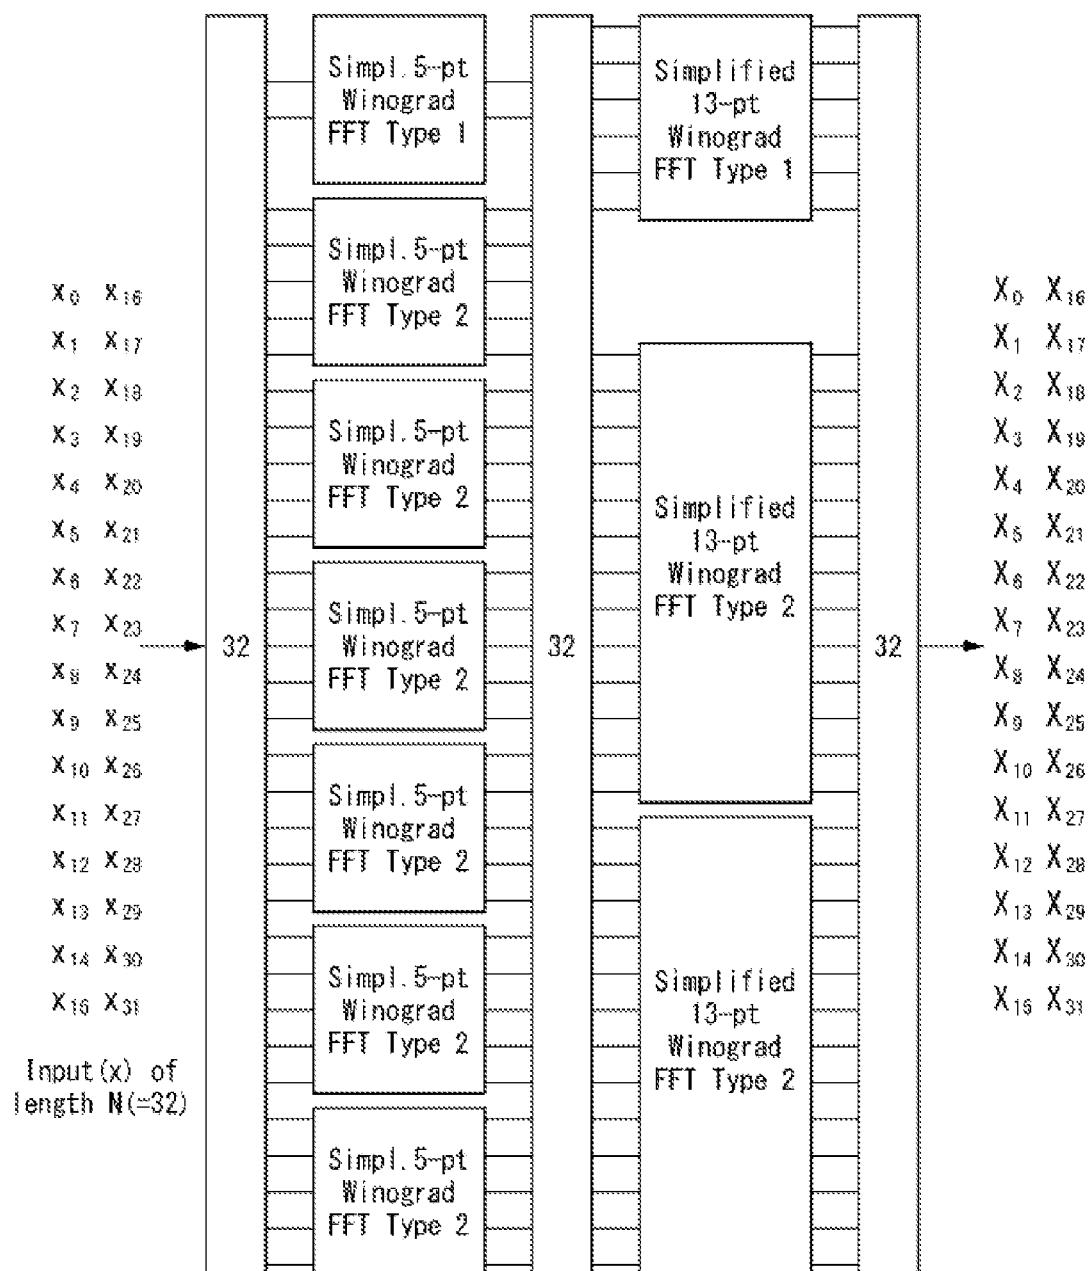 Simpl.5-pt
Winograd
FFT Type 1
Simpl.5-pt
Winograd
FFT Type 2
Simpl.5-pt
Winograd
FFT Type 2
Simpl.5-pt
Winograd
FFT Type 2
Simpl.5-pt
Winograd
FFT Type 2
Simpl.5-pt
Winograd
FFT Type 2
Simpl.5-pt
Winograd
FFT Type 2
Simplified
13-pt
Winograd
FFT Type 1
Simplified
13-pt
Winograd
FFT Type 2
Simplified
13-pt
Winograd
FFT Type 2
x0 x16
x1 x17
x2 x18
x3 x19
x4 x20
x5 x21
x6 x22
x7 x23
x8 x24
x9 x25
x10 x26
x11 x27
x12 x28
x13 x29
x14 x30
x15 x31
Input(x) of
length N(=32)
32
32
32
X0 X16
X1 X17
X2 X18
X3 X19
X4 X20
X5 X21
X6 X22
X7 X23
X8 X24
X9 X25
X10 X26
X11 X27
X12 X28
X13 X29
X14 X30
X15 X31